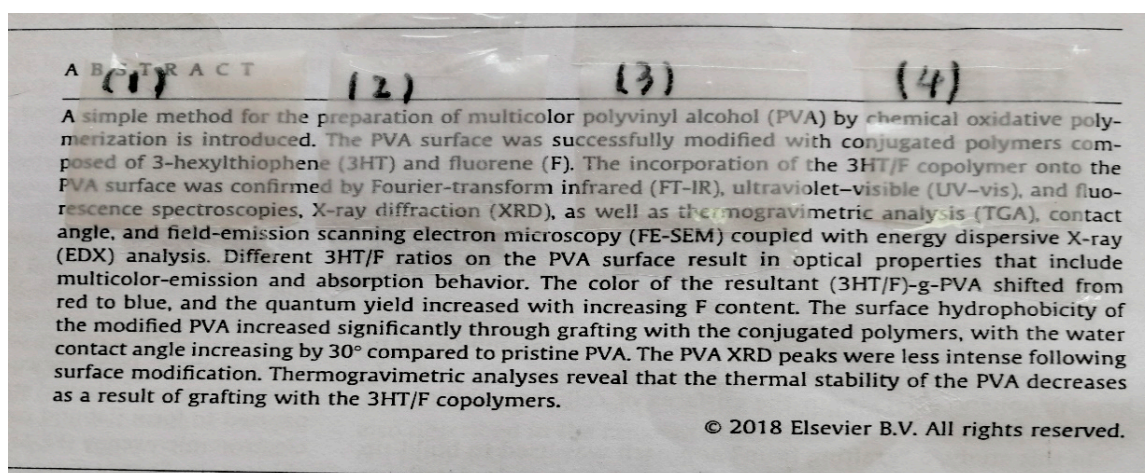 A B S T R A C T
(1) (2) (3) (4)
A simple method for the preparation of multicolor polyvinyl alcohol (PVA) by chemical oxidative poly-
merization is introduced. The PVA surface was successfully modified with conjugated polymers com-
posed of 3-hexylthiophene (3HT) and fluorene (F). The incorporation of the 3HT/F copolymer onto the
PVA surface was confirmed by Fourier-transform infrared (FT-IR), ultraviolet–visible (UV–vis), and fluo-
rescence spectroscopies, X-ray diffraction (XRD), as well as thermogravimetric analysis (TGA), contact
angle, and field-emission scanning electron microscopy (FE-SEM) coupled with energy dispersive X-ray
(EDX) analysis. Different 3HT/F ratios on the PVA surface result in optical properties that include
multicolor-emission and absorption behavior. The color of the resultant (3HT/F)-g-PVA shifted from
red to blue, and the quantum yield increased with increasing F content. The surface hydrophobicity of
the modified PVA increased significantly through grafting with the conjugated polymers, with the water
contact angle increasing by 30° compared to pristine PVA. The PVA XRD peaks were less intense following
surface modification. Thermogravimetric analyses reveal that the thermal stability of the PVA decreases
as a result of grafting with the 3HT/F copolymers.
© 2018 Elsevier B.V. All rights reserved.